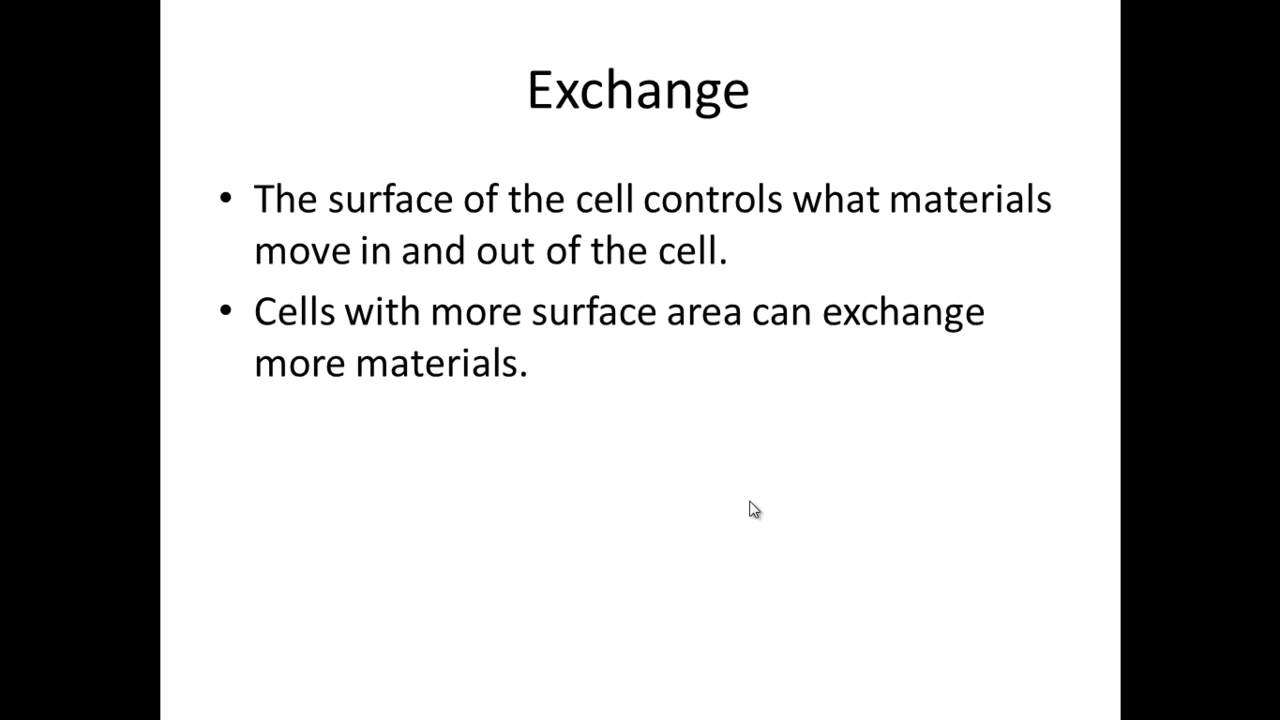 Exchange
• The surface of the cell controls what materials
move in and out of the cell.
• Cells with more surface area can exchange
more materials.